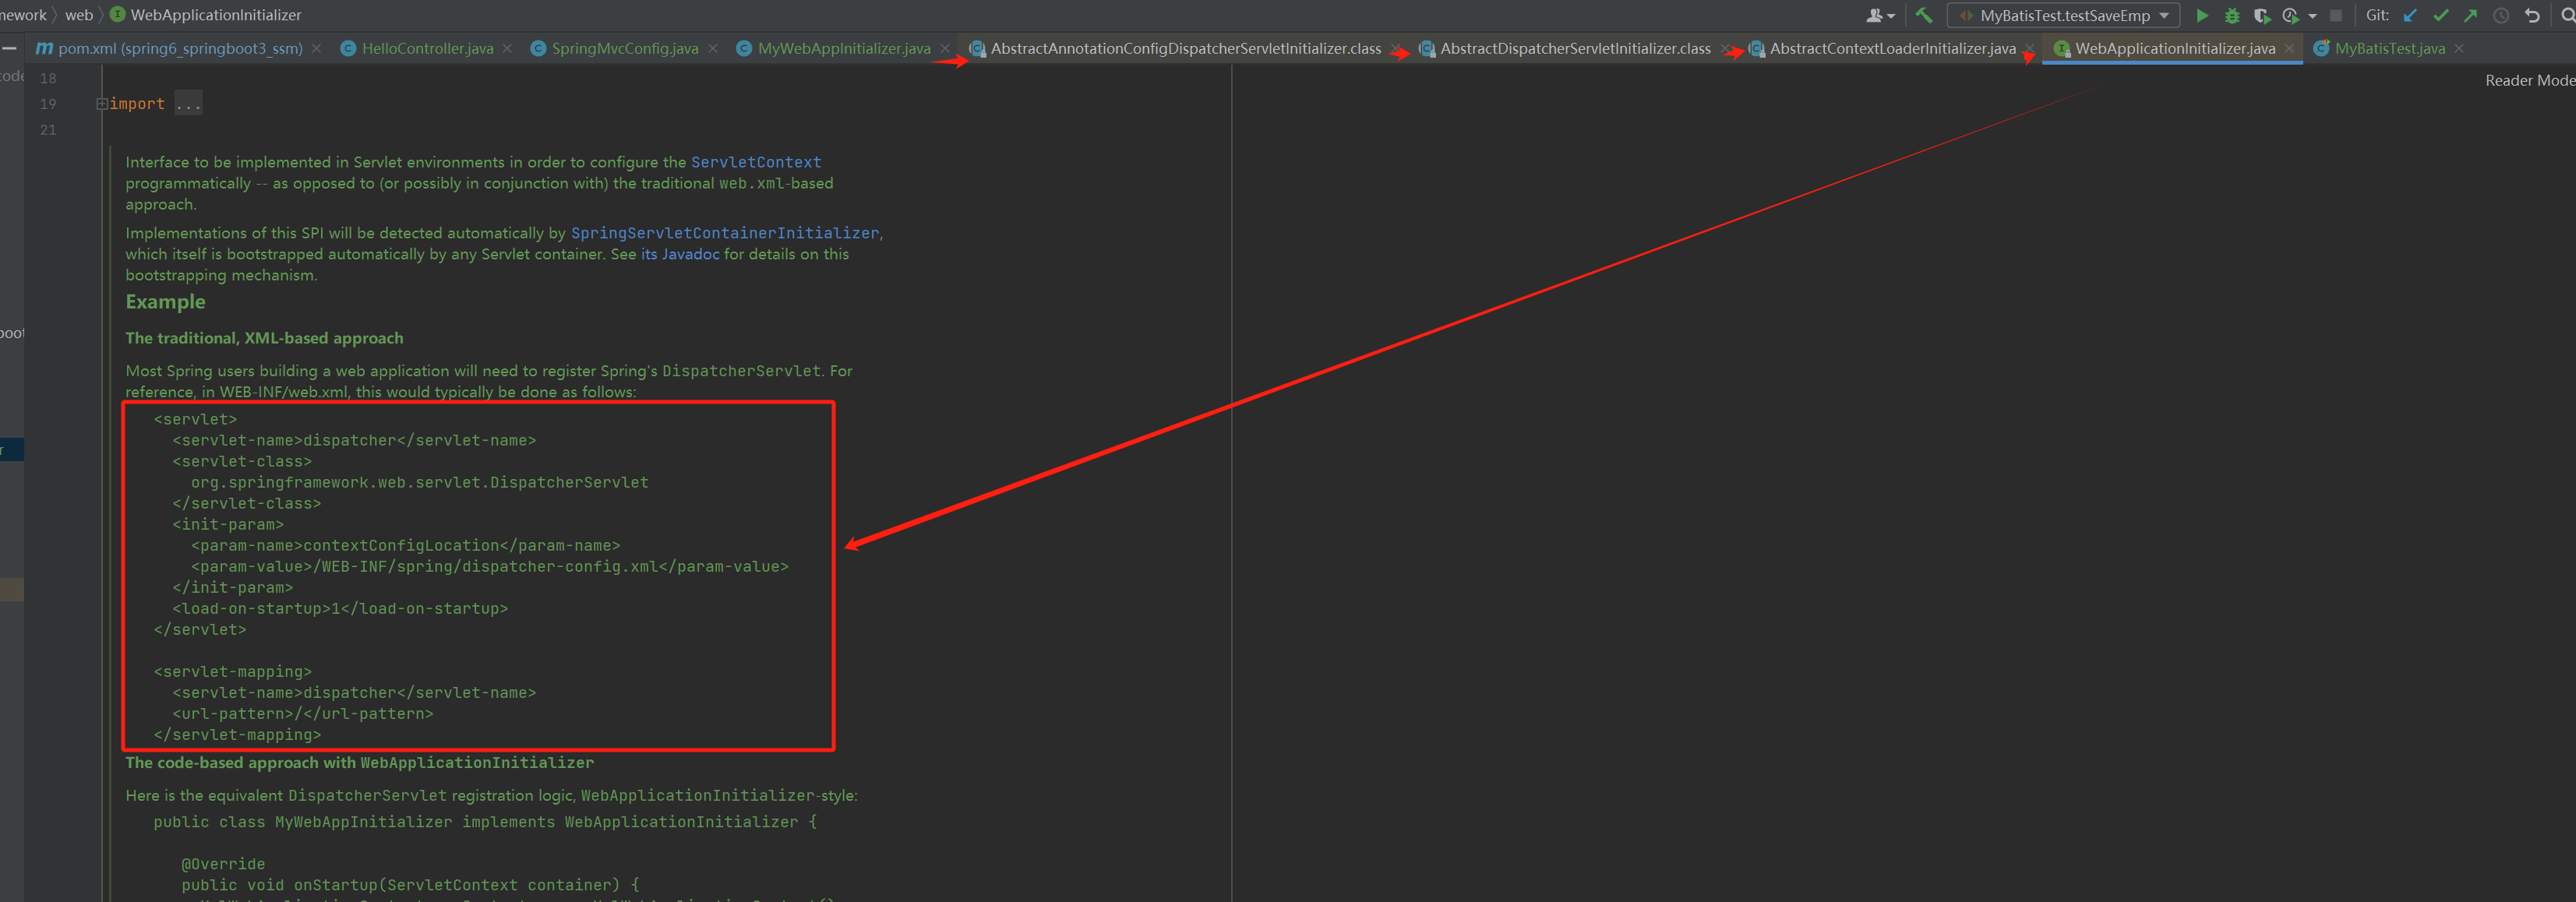 mework web WebApplicationInitializer MyBatisTest.testSaveEmp Git:
pom.xml (spring6_springboot3_ssm) HelloController.java SpringMvcConfig.java MyWebAppInitializer.java AbstractAnnotationConfigDispatcherServletInitializer.class AbstractDispatcherServletInitializer.class AbstractContextLoaderInitializer.java WebApplicationInitializer.java MyBatisTest.java
code
18
Reader Mode
19 import ...
21
Interface to be implemented in Servlet environments in order to configure the ServletContext
programmatically -- as opposed to (or possibly in conjunction with) the traditional web.xml-based
approach.
Implementations of this SPI will be detected automatically by SpringServletContainerInitializer,
which itself is bootstrapped automatically by any Servlet container. See its Javadoc for details on this
bootstrapping mechanism.
Example
boot
The traditional, XML-based approach
Most Spring users building a web application will need to register Spring's DispatcherServlet. For
reference, in WEB-INF/web.xml, this would typically be done as follows:
<servlet>
<servlet-name>dispatcher</servlet-name>
r
<servlet-class>
org.springframework.web.servlet.DispatcherServlet
</servlet-class>
<init-param>
<param-name>contextConfigLocation</param-name>
<param-value>/WEB-INF/spring/dispatcher-config.xml</param-value>
</init-param>
<load-on-startup>1</load-on-startup>
</servlet>
<servlet-mapping>
<servlet-name>dispatcher</servlet-name>
<url-pattern>/</url-pattern>
</servlet-mapping>
The code-based approach with WebApplicationInitializer
Here is the equivalent DispatcherServlet registration logic, WebApplicationInitializer-style:
public class MyWebAppInitializer implements WebApplicationInitializer {
@Override
public void onStartup(ServletContext container) {